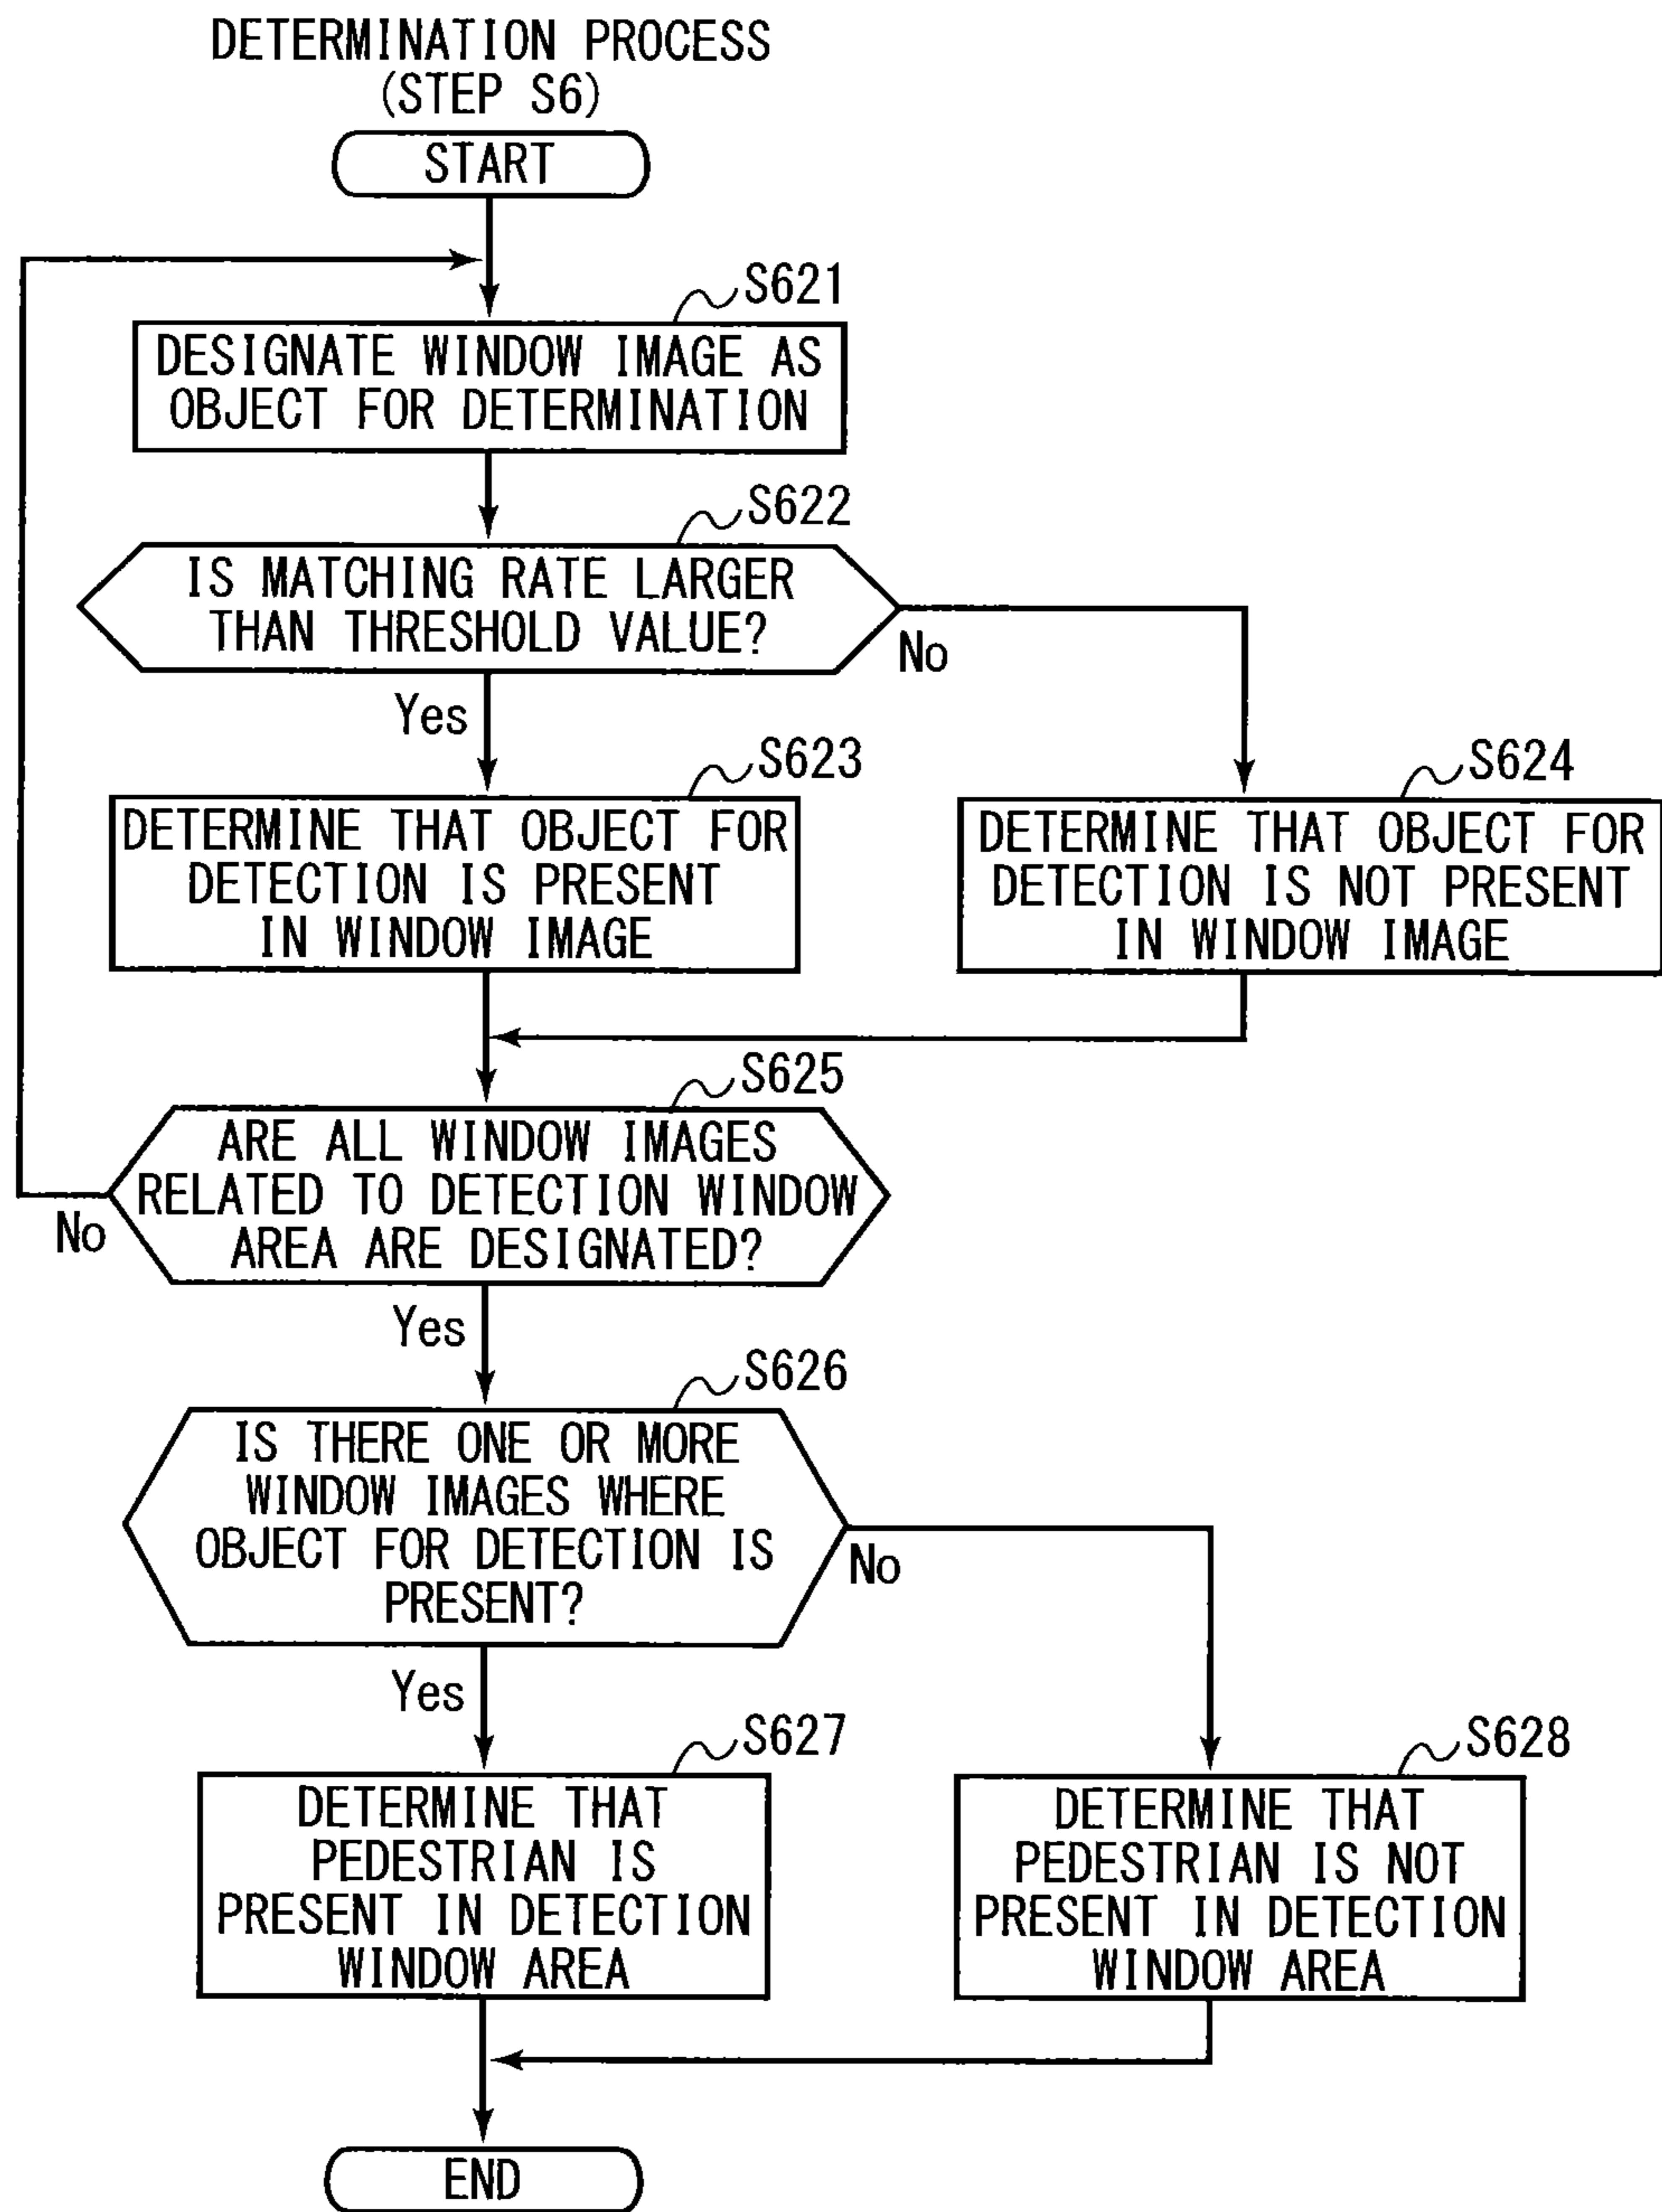 DETERMINATION PROCESS
(STEP S6)
START
S621
DESIGNATE WINDOW IMAGE AS
OBJECT FOR DETERMINATION
S622
IS MATCHING RATE LARGER
THAN THRESHOLD VALUE?
No
Yes
S623
DETERMINE THAT OBJECT FOR
DETECTION IS PRESENT
IN WINDOW IMAGE
S624
DETERMINE THAT OBJECT FOR
DETECTION IS NOT PRESENT
IN WINDOW IMAGE
S625
ARE ALL WINDOW IMAGES
RELATED TO DETECTION WINDOW
AREA ARE DESIGNATED?
No
Yes
S626
IS THERE ONE OR MORE
WINDOW IMAGES WHERE
OBJECT FOR DETECTION IS
PRESENT?
No
Yes
S627
DETERMINE THAT
PEDESTRIAN IS
PRESENT IN DETECTION
WINDOW AREA
S628
DETERMINE THAT
PEDESTRIAN IS NOT
PRESENT IN DETECTION
WINDOW AREA
END